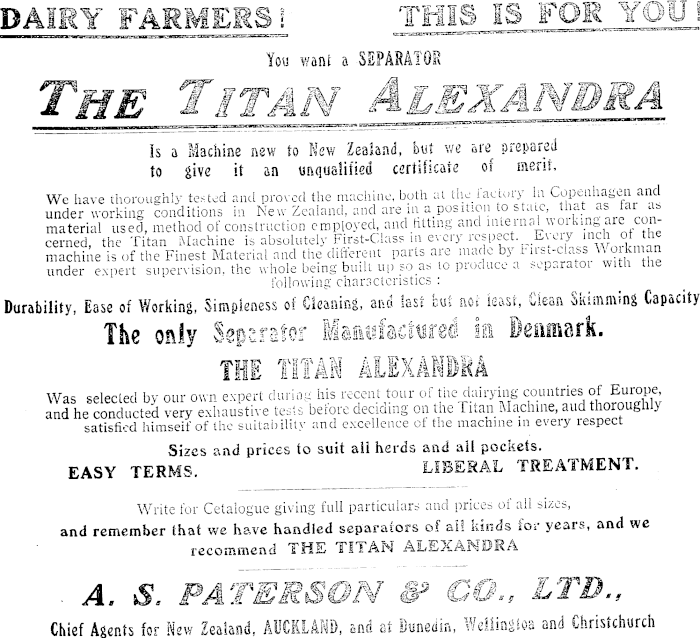 DAIRY FARMERS! THIS IS FOR YOU!
You want a SEPARATOR
THE TITAN ALEXANDRA
Is a Machine new to New Zealand, but we are prepared
to give it an unqualified certificate of merit.
We have thoroughly tested and proved the machine, both at the factory in Copenhagen and
under working conditions in New Zealand, and are in a position to state, that as far as
material used, method of construction employed, and fitting and internal working are con-
cerned, the Titan Machine is absolutely First-Class in every respect. Every inch of the
machine is of the Finest Material and the different parts are made by First-class Workman
under expert supervision, the whole being built up so as to produce a separator with the
following characteristics :
Durability, Ease of Working, Simpleness of Cleaning, and last but not least, Clean Skimming Capacity
The only Separator Manufactured in Denmark.
THE TITAN ALEXANDRA
Was selected by our own expert during his recent tour of the dairying countries of Europe,
and he conducted very exhaustive tests before deciding on the Titan Machine, aud thoroughly
satisfied himseif of the suitability and excellence of the machine in every respect
Sizes and prices to suit all herds and all pockets.
EASY TERMS. LIBERAL TREATMENT.
Write for Cetalogue giving full particulars and prices of all sizes,
and remember that we have handled separators of all kinds for years, and we
recommend THE TITAN ALEXANDRA
A. S. PATERSON & CO., LTD.,
Chief Agents for New Zealand, AUCKLAND, and at Dunedin, Wellington and Christchurch